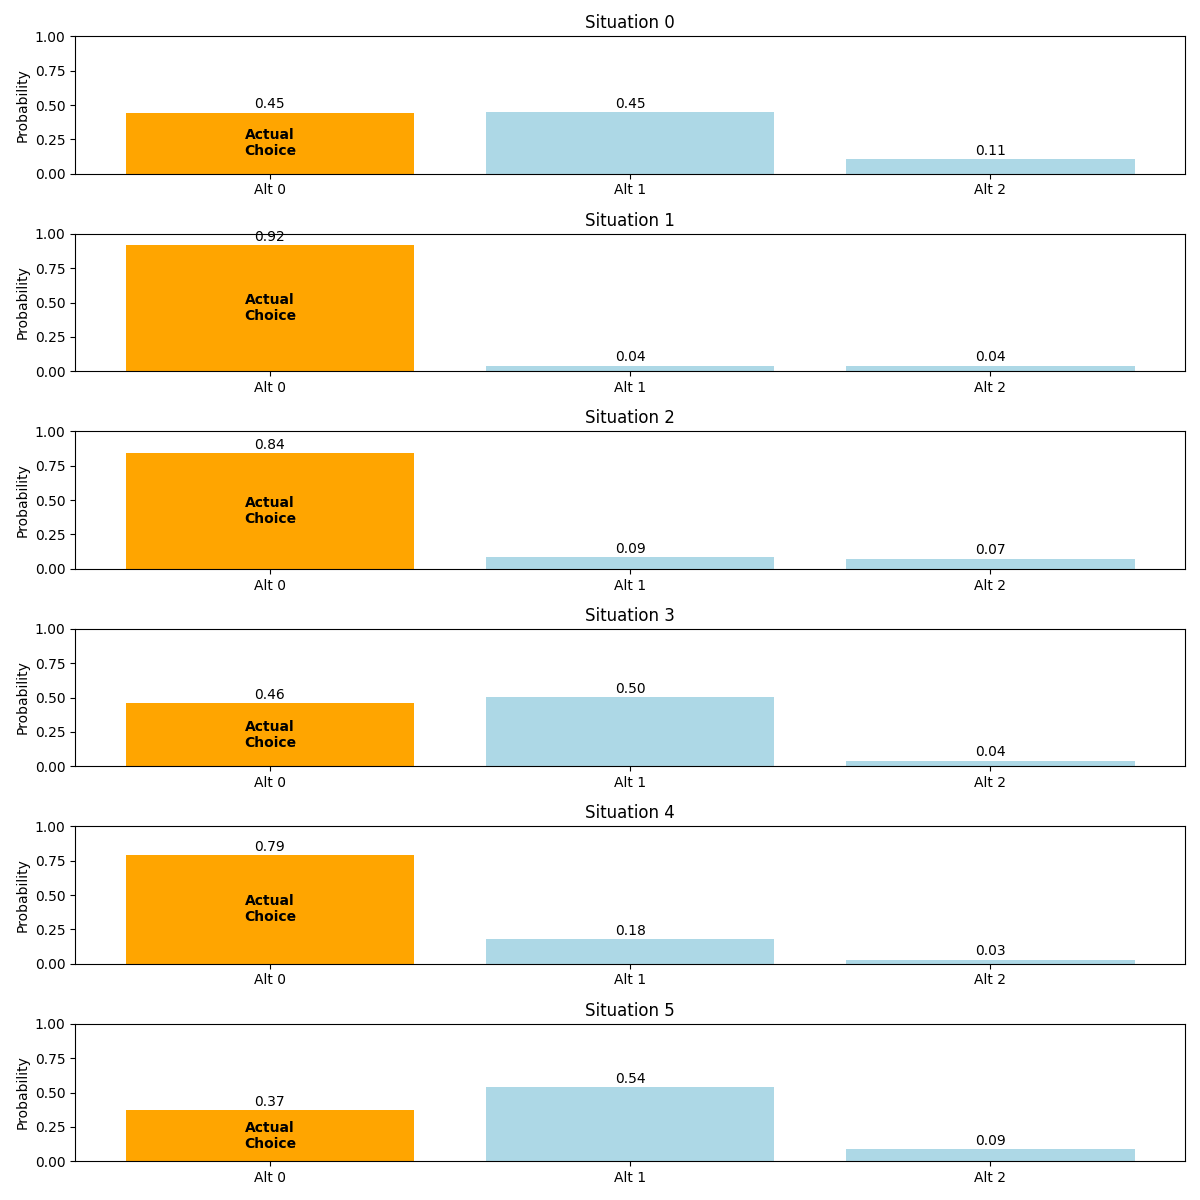 Situation 0
Probability
1.00
0.75
0.50
0.25
0.00
0.45
0.45
0.11
Actual
Choice
Alt 0
Alt 1
Alt 2
Situation 1
Probability
1.00
0.75
0.50
0.25
0.00
0.92
0.04
0.04
Actual
Choice
Alt 0
Alt 1
Alt 2
Situation 2
Probability
1.00
0.75
0.50
0.25
0.00
0.84
0.09
0.07
Actual
Choice
Alt 0
Alt 1
Alt 2
Situation 3
Probability
1.00
0.75
0.50
0.25
0.00
0.46
0.50
0.04
Actual
Choice
Alt 0
Alt 1
Alt 2
Situation 4
Probability
1.00
0.75
0.50
0.25
0.00
0.79
0.18
0.03
Actual
Choice
Alt 0
Alt 1
Alt 2
Situation 5
Probability
1.00
0.75
0.50
0.25
0.00
0.37
0.54
0.09
Actual
Choice
Alt 0
Alt 1
Alt 2